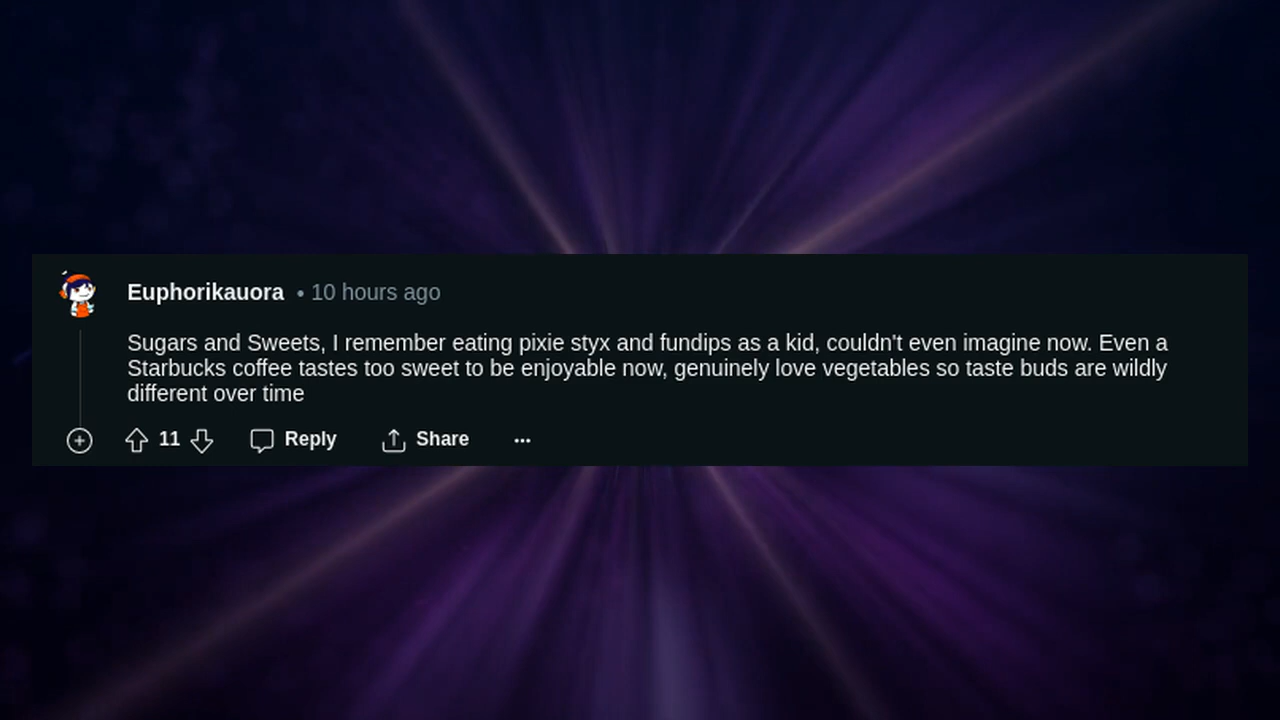 Euphorikauora • 10 hours ago
Sugars and Sweets, I remember eating pixie styx and fundips as a kid, couldn't even imagine now. Even a
Starbucks coffee tastes too sweet to be enjoyable now, genuinely love vegetables so taste buds are wildly
different over time
11 Reply Share ...